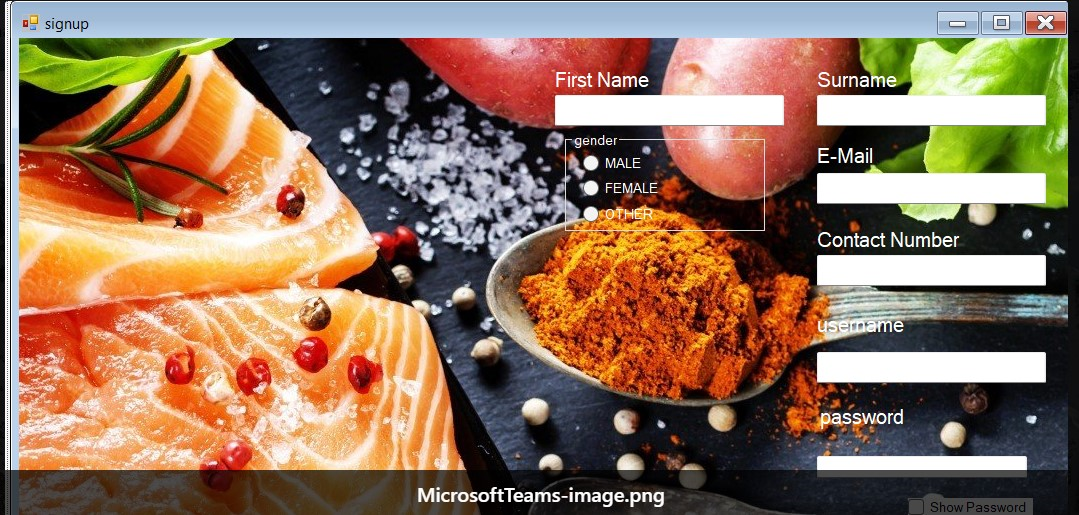 signup
First Name
Surname
gender
MALE
FEMALE
OTHER
E-Mail
Contact Number
username
password
Show Password
MicrosoftTeams-image.png